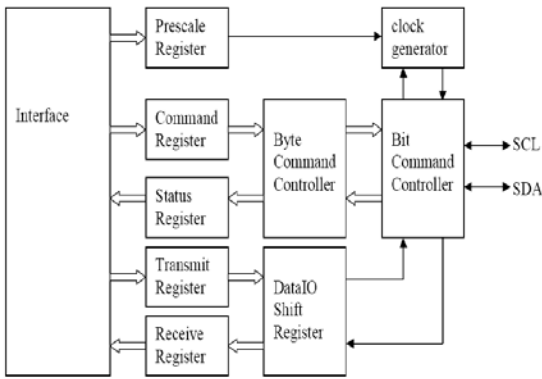 Prescale
Register
clock
generator
Interface
Command
Register
Byte
Command
Controller
Bit
Command
Controller
SCL
SDA
Status
Register
Transmit
Register
DataIO
Shift
Register
Receive
Register